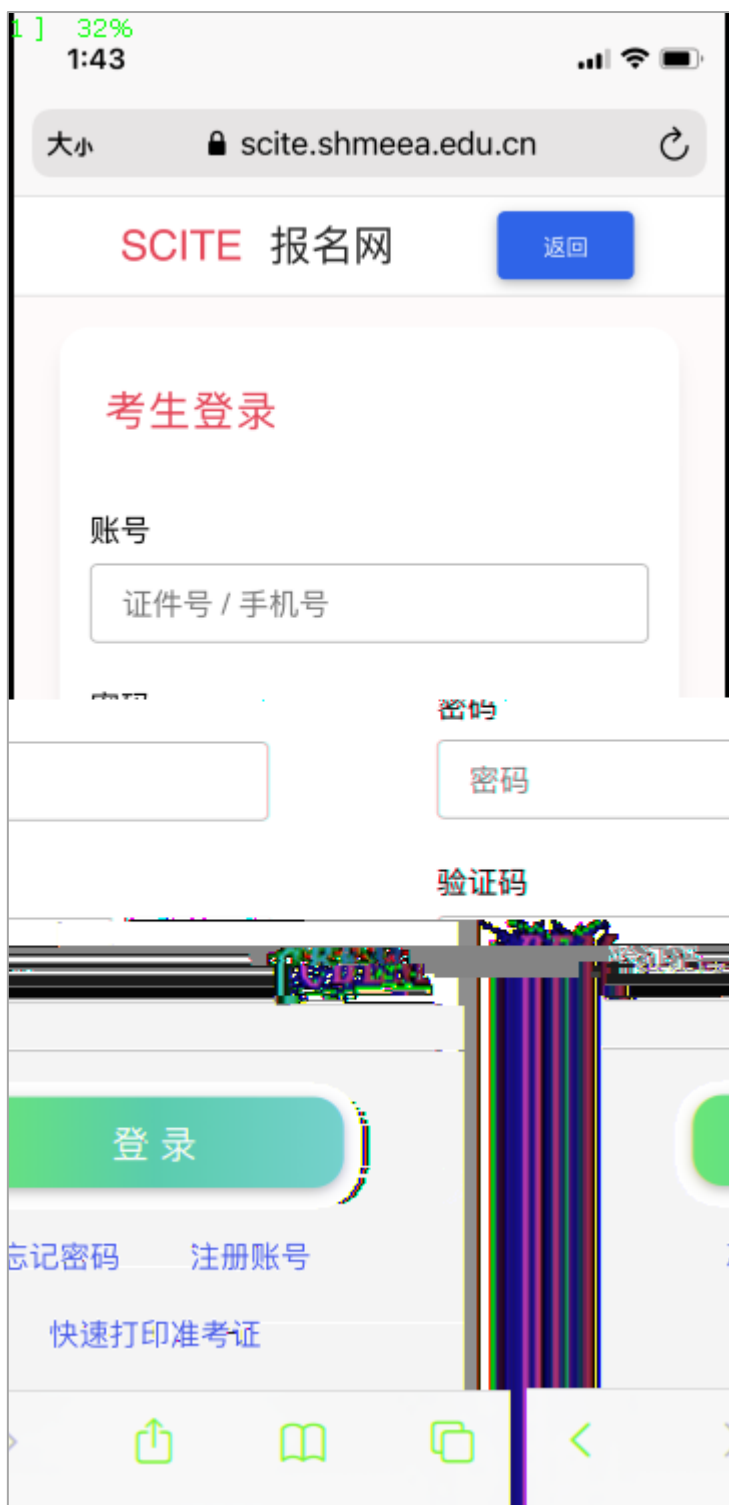 1 ] 32%
1:43
大小 scite.shmeea.edu.cn
SCITE 报名网 返回
考生登录
账号
证件号 / 手机号
密码
密码
验证码
登 录
忘记密码 注册账号
快速打印准考证